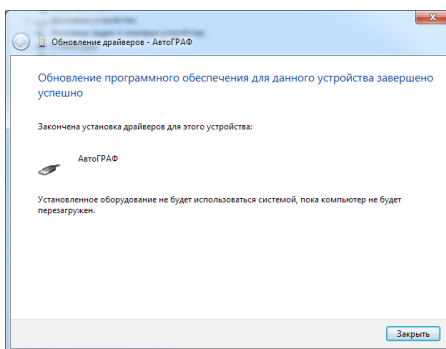 Обновление драйверов - АвтоГРАФ
Обновление программного обеспечения для данного устройства завершено
успешно
Закончена установка драйверов для этого устройства:
АвтоГРАФ
Установленное оборудование не будет использоваться системой, пока компьютер не будет
перезагружен.
Закрыть